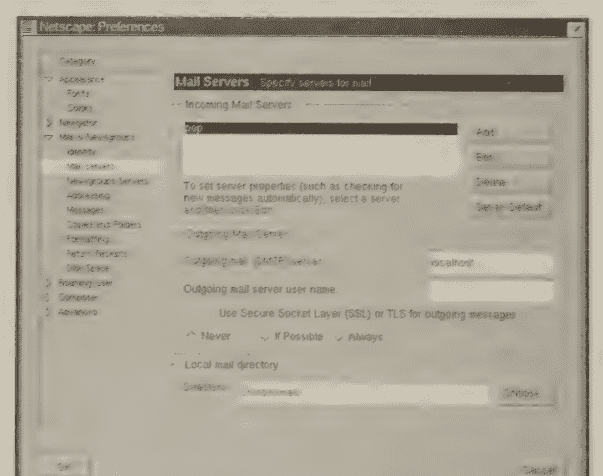 Netscape: Preferences
Category
Appearance
Fonts
Colors
Navigator
Mail & Newsgroups
Identity
Mail Servers
Newsgroups Servers
Addressing
Messages
Copies and Folders
Formatting
Return Receipts
Disk Space
Roaming User
Composer
Advanced
Mail Servers Specify servers for mail
Incoming Mail Servers
pop
Add
Edit
Delete
Set as Default
To set server properties (such as checking for
new messages automatically), select a server
and then click Edit.
Outgoing Mail Server
Outgoing mail (SMTP) server
localhost
Outgoing mail server user name:
Use Secure Socket Layer (SSL) or TLS for outgoing messages
Never If Possible Always
Local mail directory
Directory:
Choose
Cancel